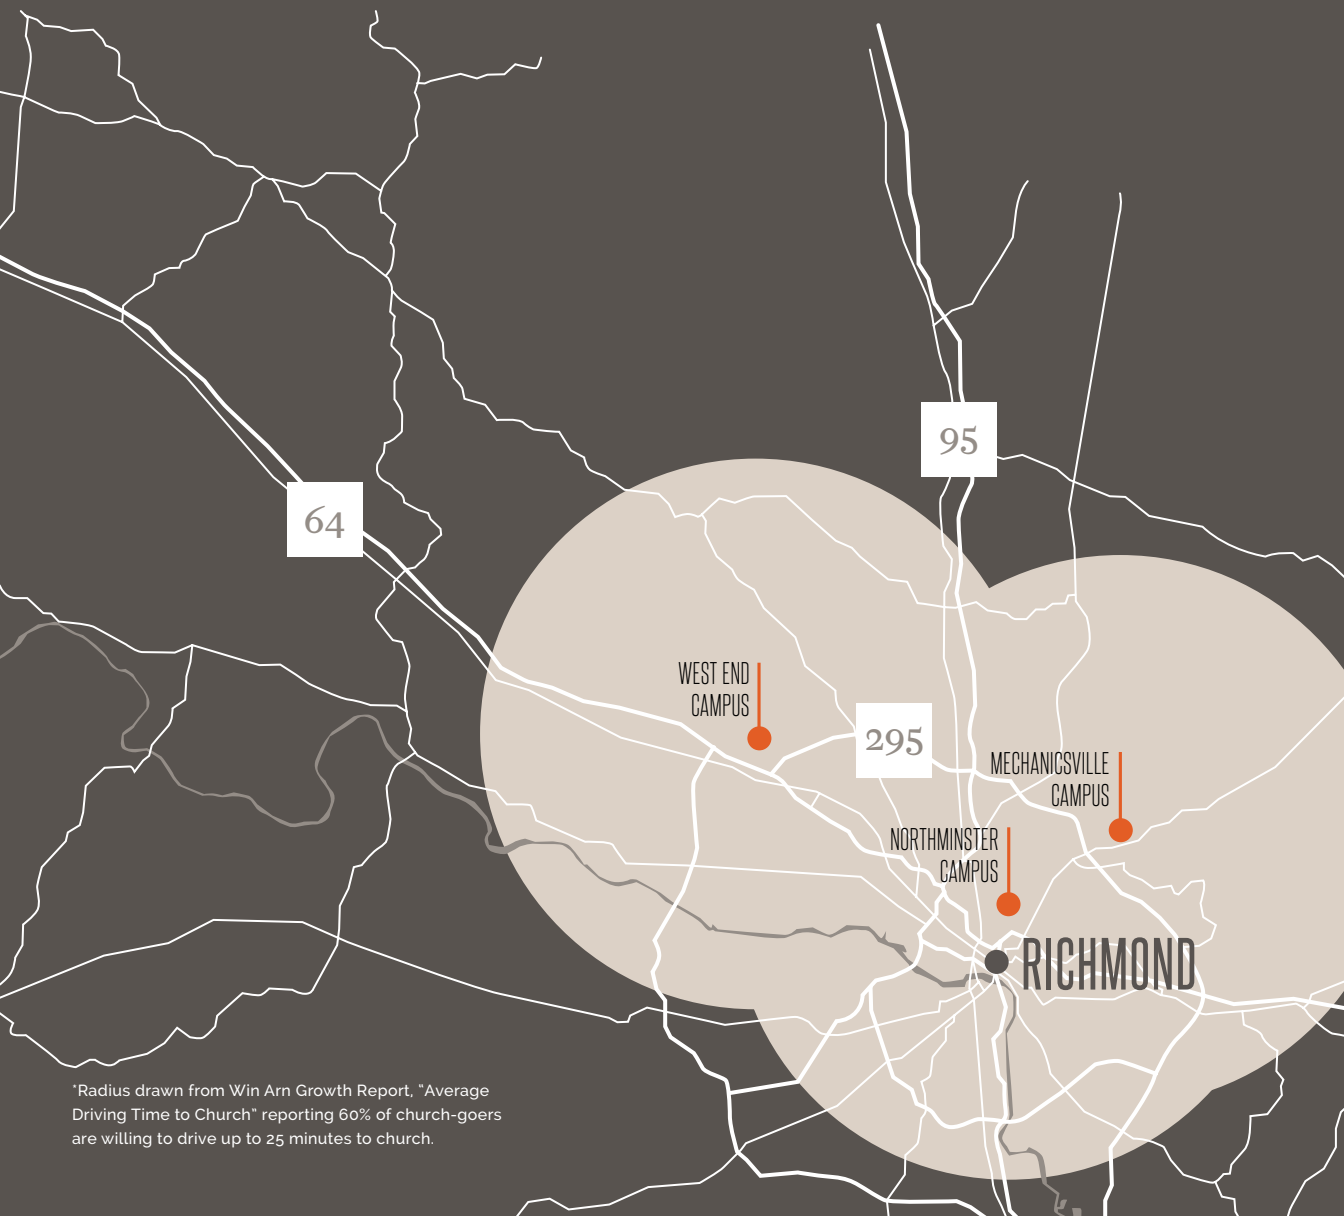 95
64
WEST END
CAMPUS
295
MECHANICSVILLE
CAMPUS
NORTHMINSTER
CAMPUS
RICHMOND
*Radius drawn from Win Arn Growth Report, “Average
Driving Time to Church” reporting 60% of church-goers
are willing to drive up to 25 minutes to church.